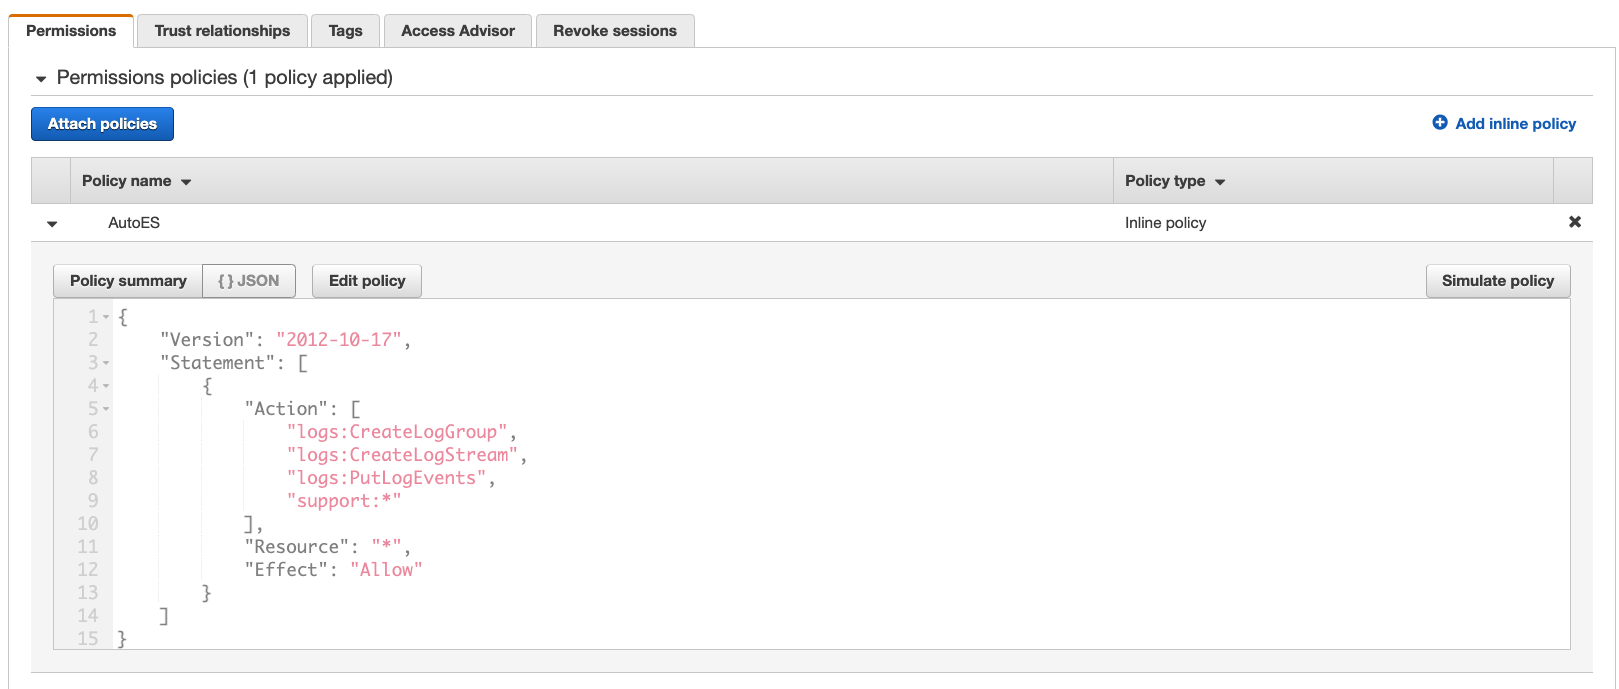 Permissions Trust relationships Tags Access Advisor Revoke sessions
Permissions policies (1 policy applied)
Attach policies Add inline policy
Policy name Policy type
AutoES Inline policy
Policy summary { } JSON Edit policy Simulate policy
1 {
2 "Version": "2012-10-17",
3 "Statement": [
4 {
5 "Action": [
6 "logs:CreateLogGroup",
7 "logs:CreateLogStream",
8 "logs:PutLogEvents",
9 "support:*"
10 ],
11 "Resource": "*",
12 "Effect": "Allow"
13 }
14 ]
15 }